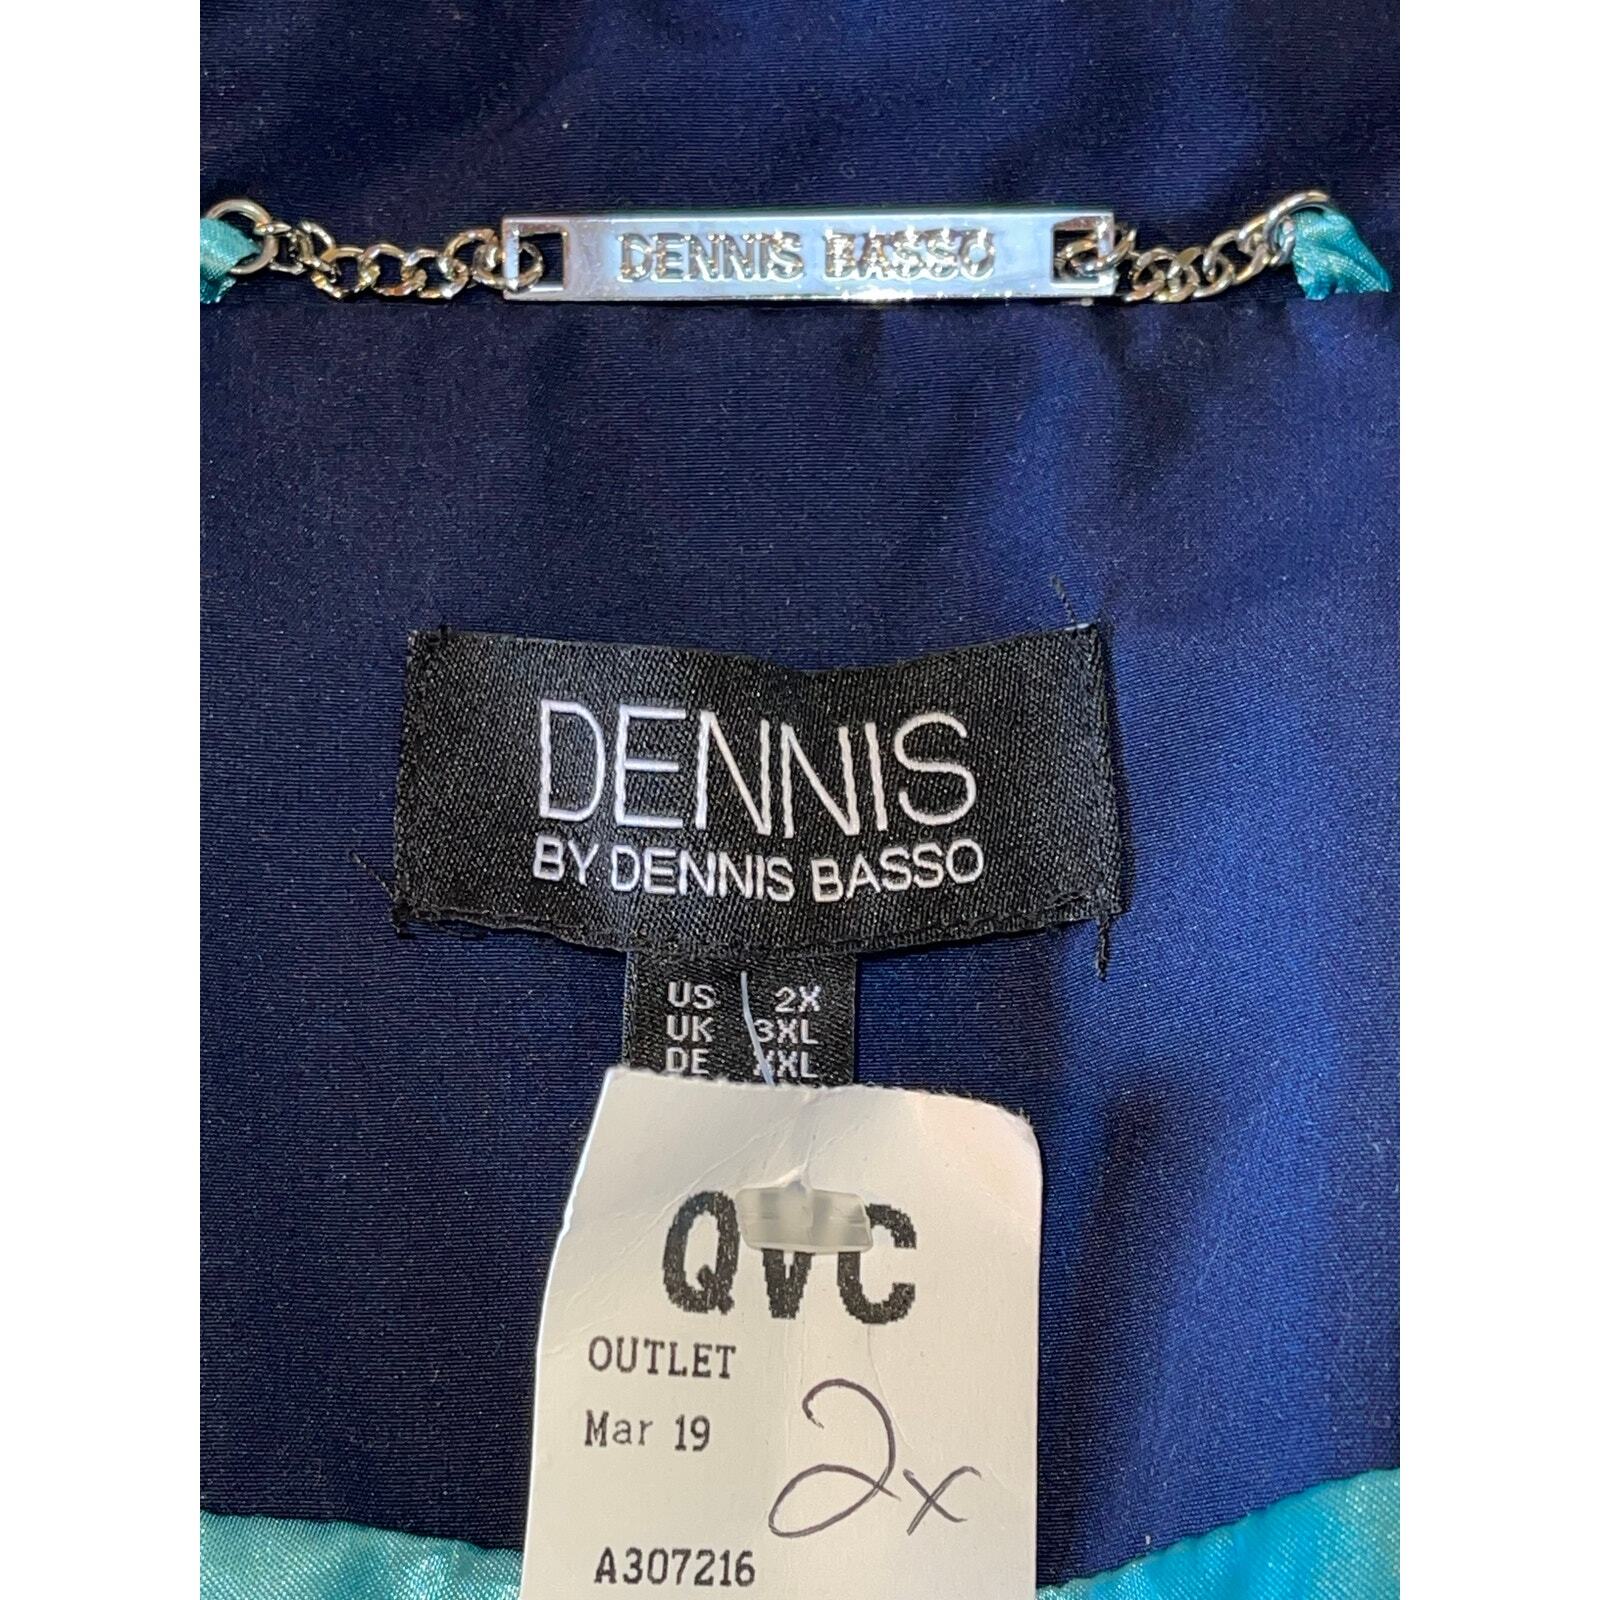 DENNIS BASSO
DENNIS
BY DENNIS BASSO
US 2X
UK 3XL
DE XXL
QVC
OUTLET
Mar 19
2x
A307216